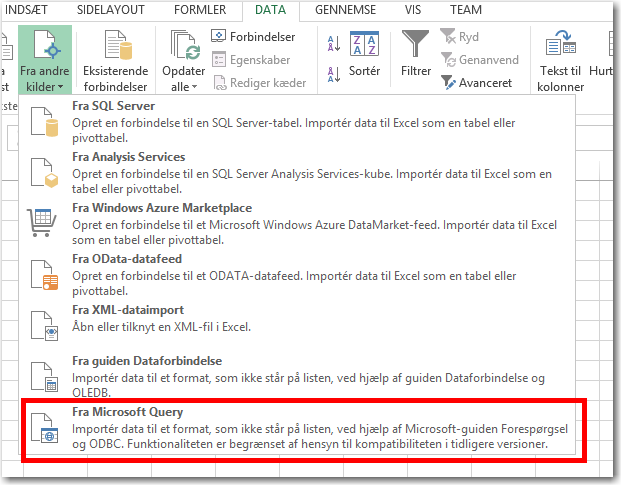 INDSÆT SIDELAYOUT FORMLER DATA GENNEMSE VIS TEAM
Fra andre kilder
Eksisterende forbindelser
Opdater alle
Forbindelser
Egenskaber
Rediger kæder
Sortér
Filtrer
Ryd
Genanvend
Avanceret
Tekst til kolonner
Fra SQL Server
Opret en forbindelse til en SQL Server-tabel. Importér data til Excel som en tabel eller
pivottabel.
Fra Analysis Services
Opret en forbindelse til en SQL Server Analysis Services-kube. Importér data til Excel som en
tabel eller pivottabel.
Fra Windows Azure Marketplace
Opret en forbindelse til et Microsoft Windows Azure DataMarket-feed. Importér data til Excel
som en tabel eller pivottabel.
Fra OData-datafeed
Opret en forbindelse til et ODATA-datafeed. Importér data til Excel som en tabel eller
pivottabel.
Fra XML-dataimport
Åbn eller tilknyt en XML-fil i Excel.
Fra guiden Dataforbindelse
Importér data til et format, som ikke står på listen, ved hjælp af guiden Dataforbindelse og
OLEDB.
Fra Microsoft Query
Importér data til et format, som ikke står på listen, ved hjælp af Microsoft-guiden Forespørgsel
og ODBC. Funktionaliteten er begrænset af hensyn til kompatibiliteten i tidligere versioner.